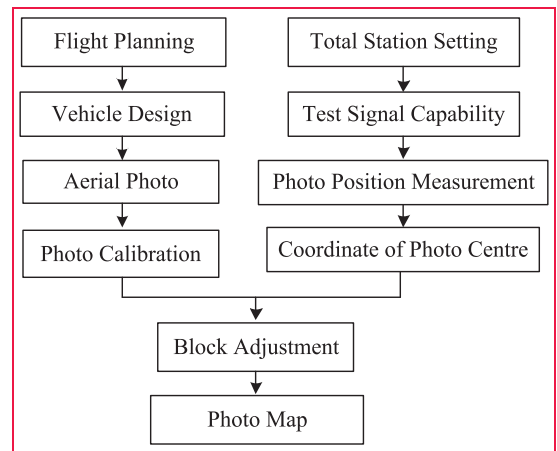 Flight Planning
Total Station Setting
Vehicle Design
Test Signal Capability
Aerial Photo
Photo Position Measurement
Photo Calibration
Coordinate of Photo Centre
Block Adjustment
Photo Map